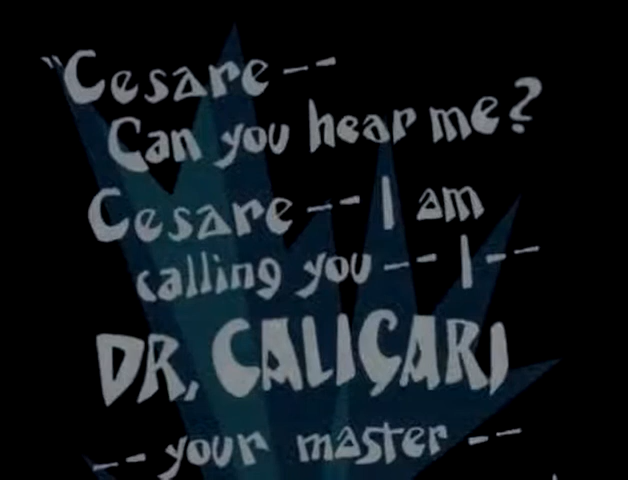 "Cesare--
Can you hear me?
Cesare--I am
calling you--I--
DR. CALIGARI
--your master--